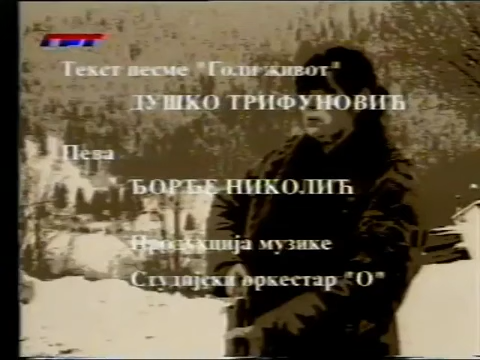 Текст песме "Голи живот"
ДУШКО ТРИФУНОВИЋ
Пева
ЂОРЂЕ НИКОЛИЋ
Продукција музике
Студијски оркестар "О"